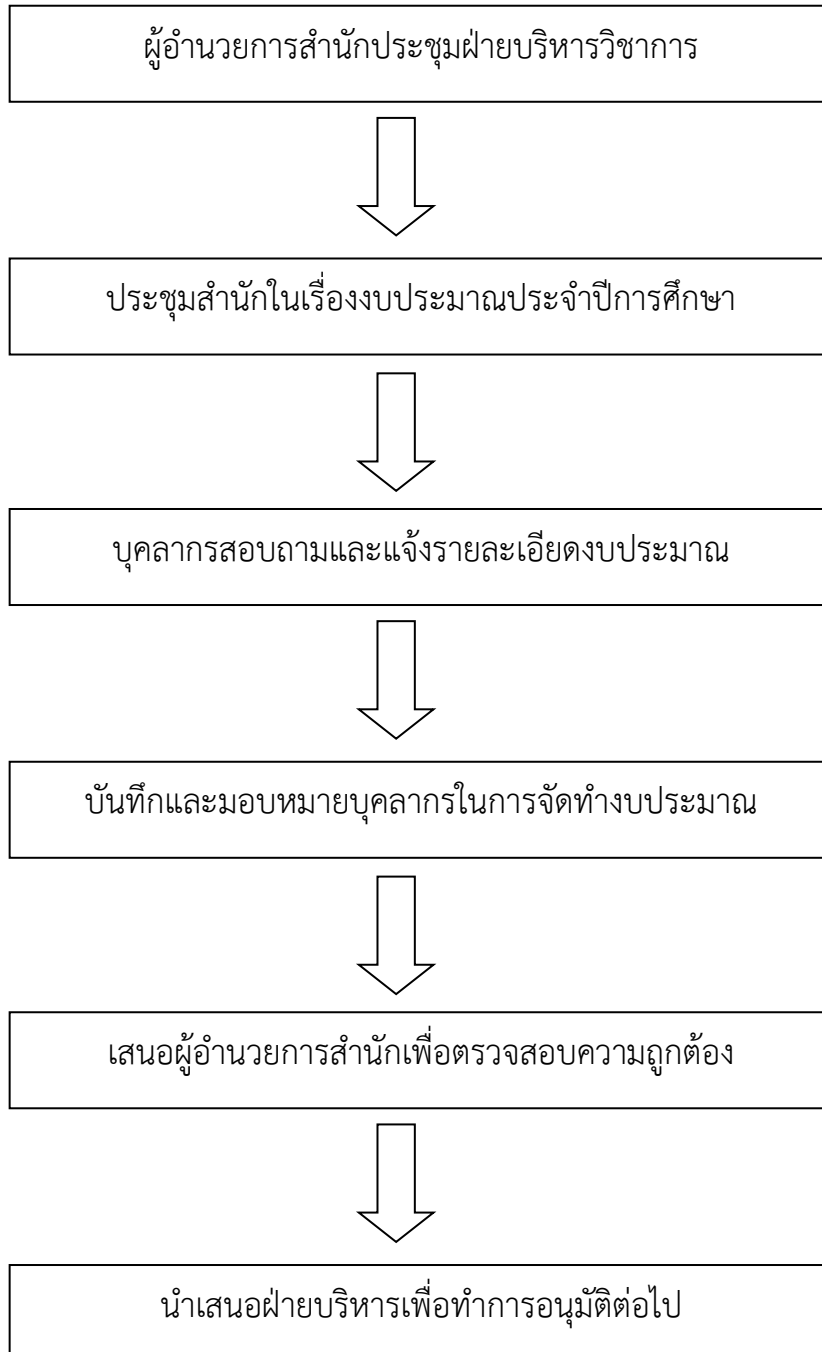 ผู้อำนวยการสำนักประชุมฝ่ายบริหารวิชาการ
ประชุมสำนักในเรื่องงบประมาณประจำปีการศึกษา
บุคลากรสอบถามและแจ้งรายละเอียดงบประมาณ
บันทึกและมอบหมายบุคลากรในการจัดทำงบประมาณ
เสนอผู้อำนวยการสำนักเพื่อตรวจสอบความถูกต้อง
นำเสนอฝ่ายบริหารเพื่อทำการอนุมัติต่อไป